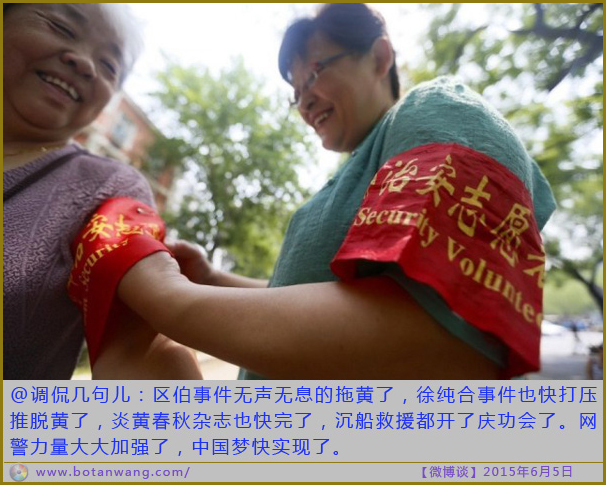 治安志愿
Security Volunte
安志
Security
@调侃几句儿：区伯事件无声无息的拖黄了，徐纯合事件也快打压
推脱黄了，炎黄春秋杂志也快完了，沉船救援都开了庆功会了。网
警力量大大加强了，中国梦快实现了。
www.botanwang.com/ 【微博谈】2015年6月5日